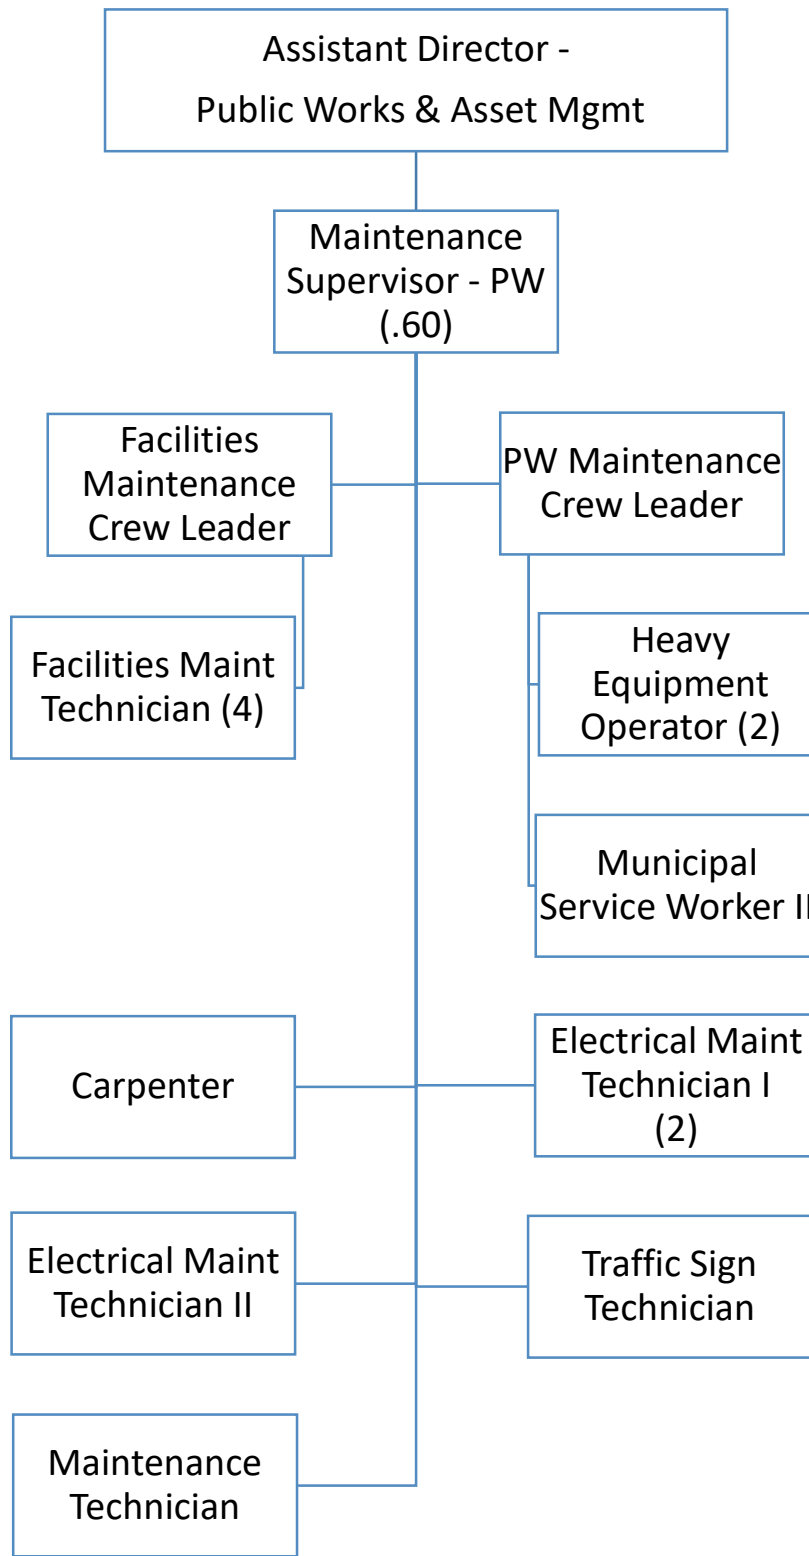 Assistant Director -
Public Works & Asset Mgmt
Maintenance
Supervisor - PW
(.60)
Facilities
Maintenance
Crew Leader
PW Maintenance
Crew Leader
Facilities Maint
Technician (4)
Heavy
Equipment
Operator (2)
Municipal
Service Worker II
Carpenter
Electrical Maint
Technician I
(2)
Electrical Maint
Technician II
Traffic Sign
Technician
Maintenance
Technician